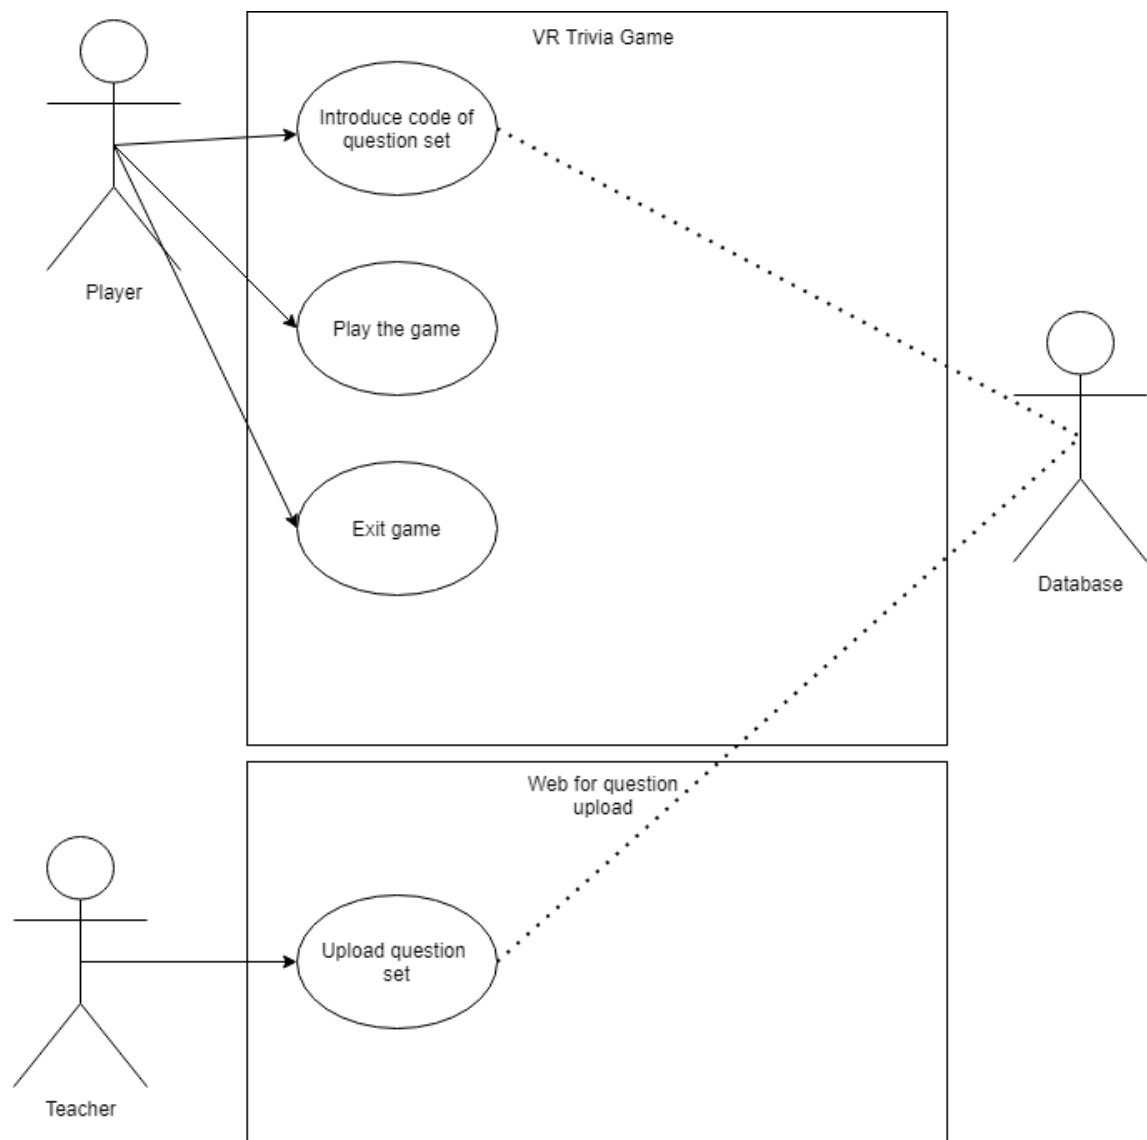 VR Trivia Game
Introduce code of
question set
Player
Play the game
Exit game
Database
Web for question
upload
Upload question
set
Teacher